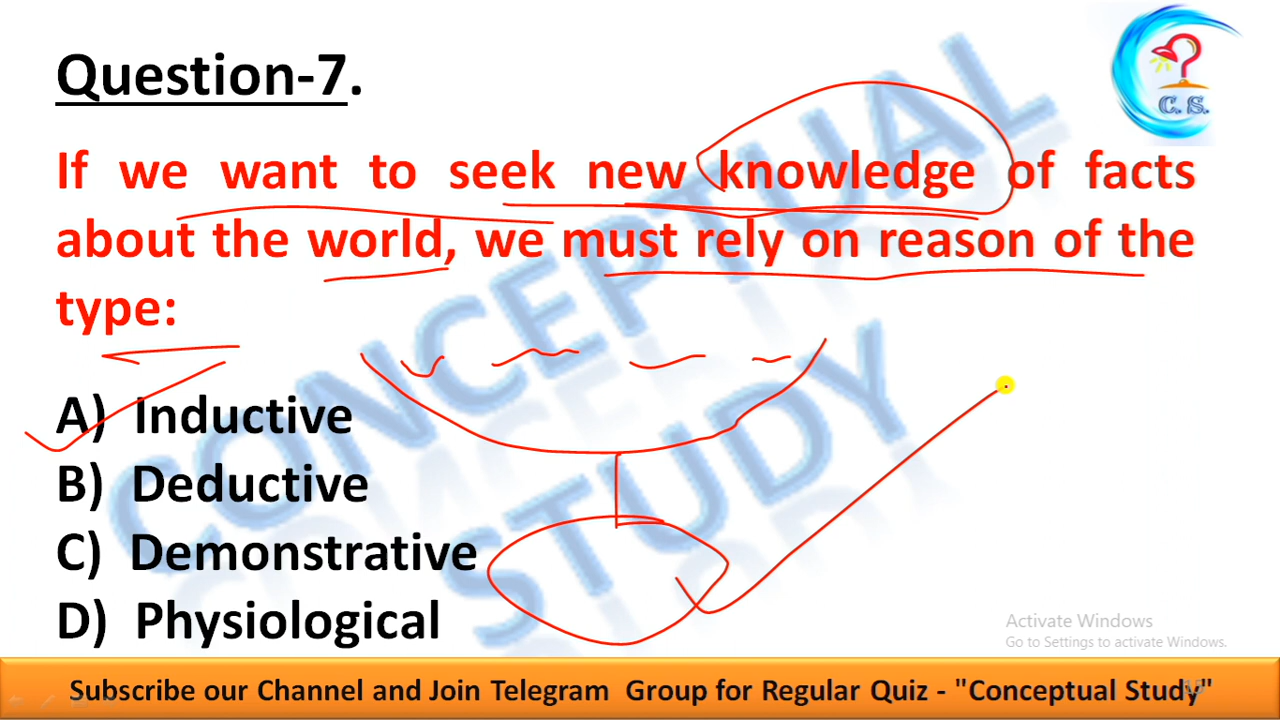 C. S.
Question-7.
If we want to seek new knowledge of facts
about the world, we must rely on reason of the
type:
CONCEPTUAL
STUDY
A) Inductive
B) Deductive
C) Demonstrative
D) Physiological
Activate Windows
Go to Settings to activate Windows.
Subscribe our Channel and Join Telegram Group for Regular Quiz - "Conceptual Study"
15